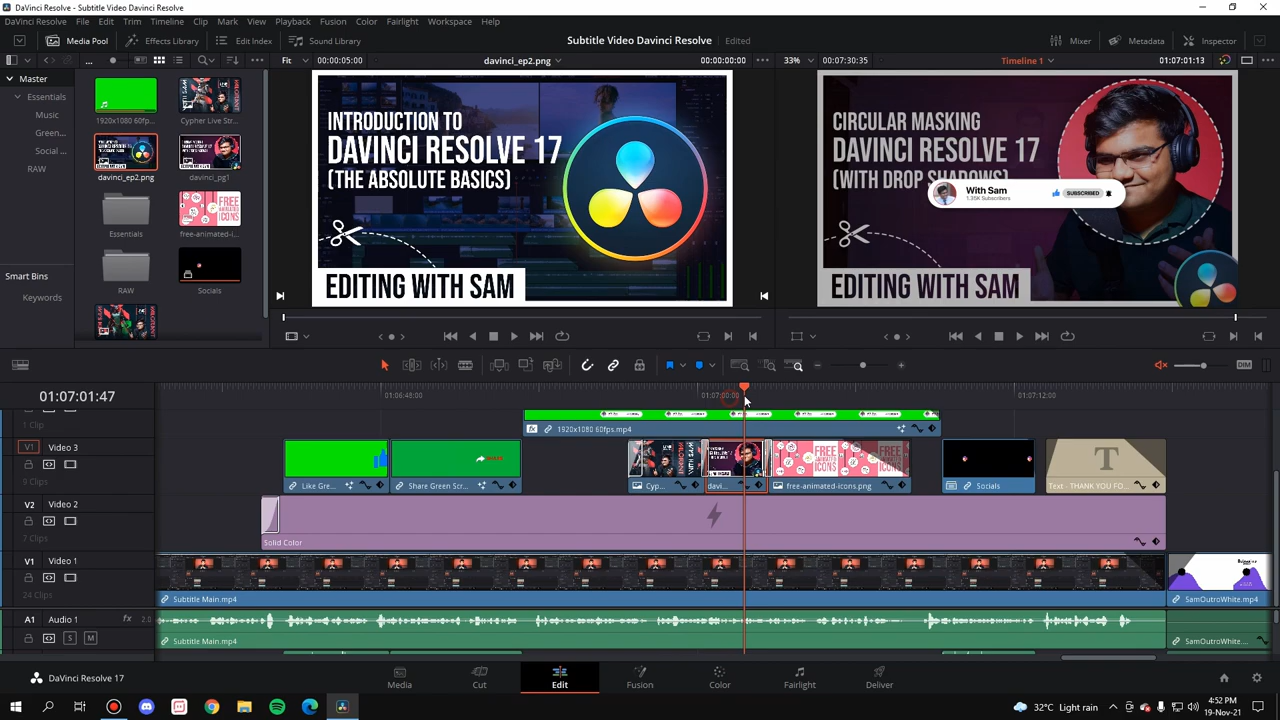 DaVinci Resolve - Subtitle Video Davinci Resolve
DaVinci Resolve File Edit Trim Timeline Clip Mark View Playback Fusion Color Fairlight Workspace Help
Media Pool Effects Library Edit Index Sound Library Subtitle Video Davinci Resolve Edited Mixer Metadata Inspector
... Fit 00:00:05:00 davinci_ep2.png 00:00:00:00 33% 00:07:30:35 Timeline 1 01:07:01:13
Master
Essentials
Music
Green...
Social ...
RAW
Smart Bins
Keywords
1920x1080 60fp...
Cypher Live Str...
davinci_ep2.png
davinci_pg1
Essentials
free-animated-i...
RAW
Socials
INTRODUCTION TO
DAVINCI RESOLVE 17
(THE ABSOLUTE BASICS)
EDITING WITH SAM
CIRCULAR MASKING
DAVINCI RESOLVE 17
(WITH DROP SHADOWS)
With Sam
1.35K Subscribers
SUBSCRIBED
EDITING WITH SAM
DIM
01:07:01:47
01:06:48:00 01:07:00:00 01:07:12:00
1 Clip
1920x1080 60fps.mp4
V1 Video 3
Like Gre... Share Green Scr... Cyp... davi... free-animated-icons.png Socials Text - THANK YOU FO...
FREE ANIMATED ICONS
T
V2 Video 2
7 Clips
Solid Color
V1 Video 1
24 Clips
Subtitle Main.mp4 SamOutroWhite.mp4
A1 Audio 1 fx 2.0
S M
Subtitle Main.mp4 SamOutroWhite....
DaVinci Resolve 17 Media Cut Edit Fusion Color Fairlight Deliver
32°C Light rain
4:52 PM
19-Nov-21